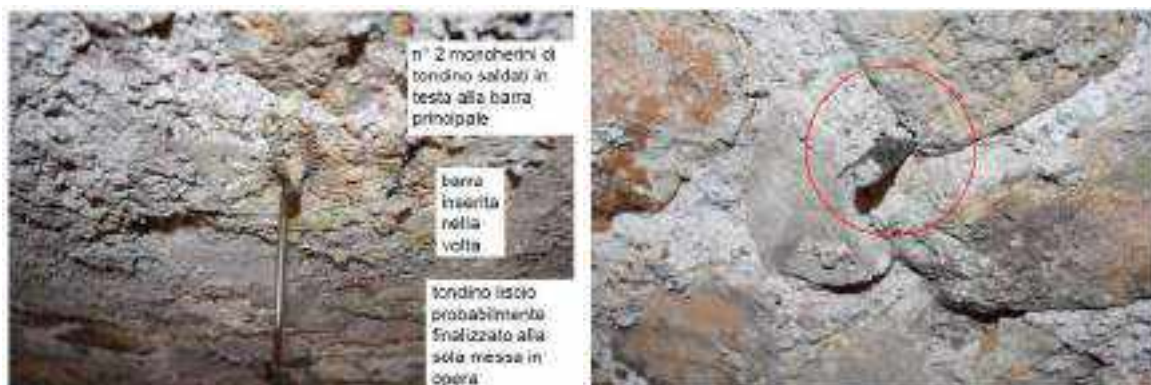 n° 2 moncherini di
tondino saldati in
testa alla barra
principale
barra
inserita
nella
volta
tondino liscio
probabilmente
finalizzato alla
sola messa in
opera